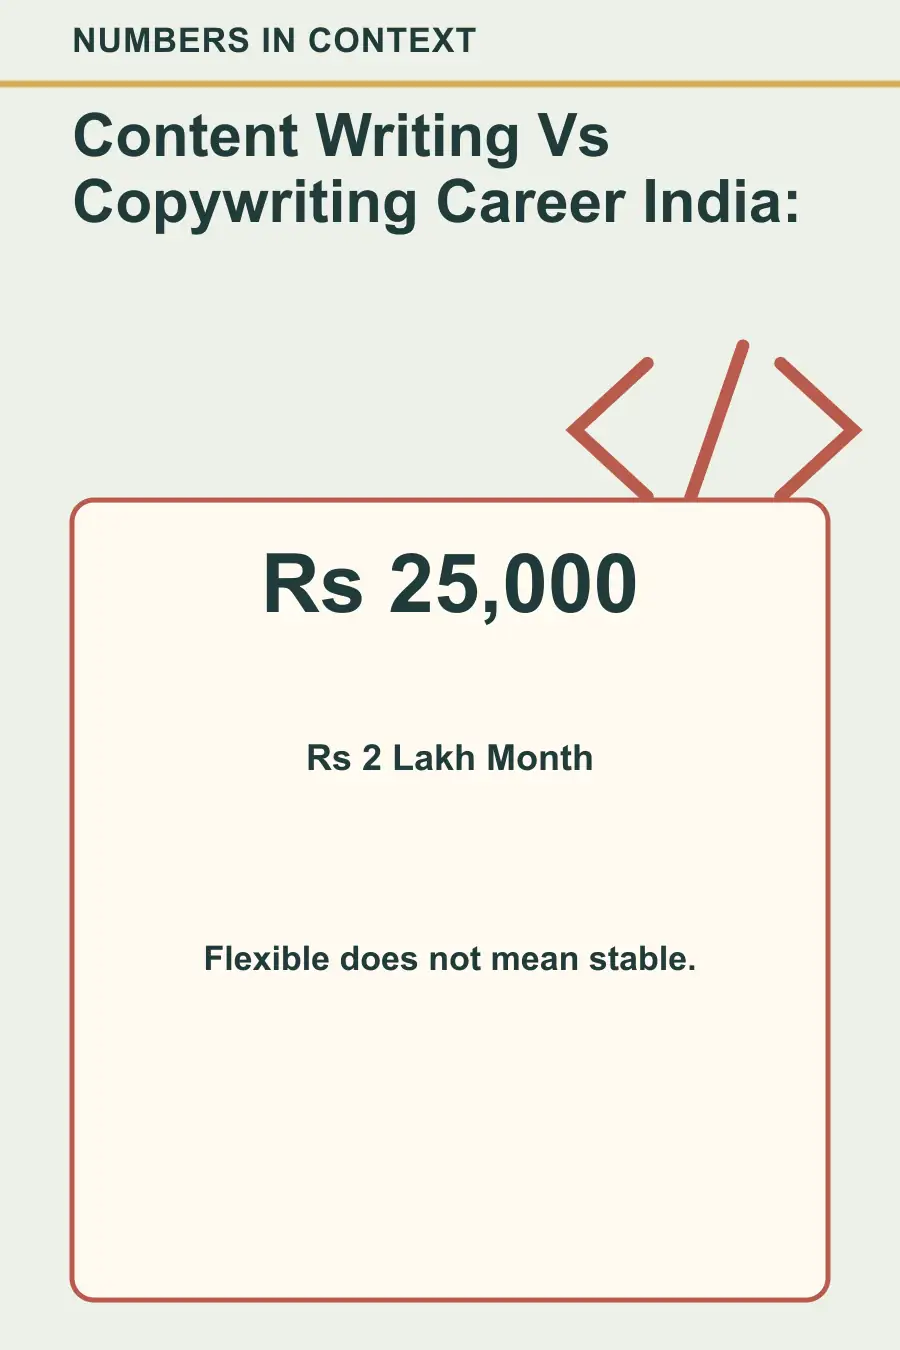 NUMBERS IN CONTEXT
Content Writing Vs
Copywriting Career India:
Rs 25,000
Rs 2 Lakh Month
Flexible does not mean stable.